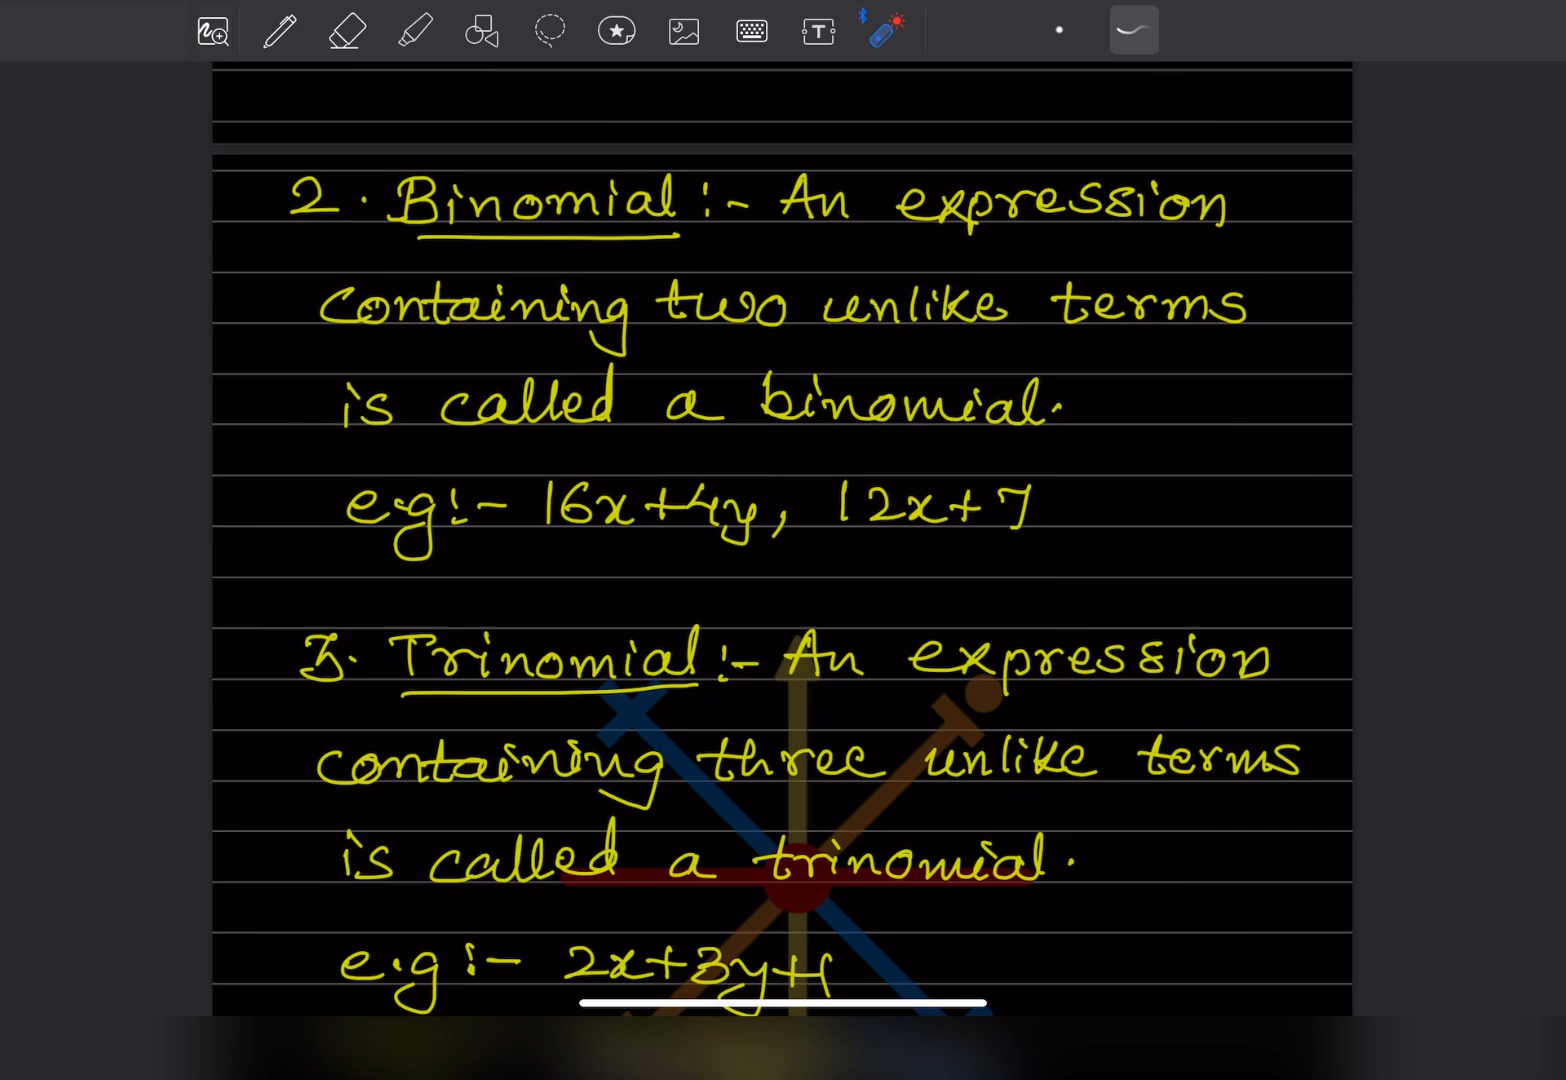 2. Binomial :- An expression
containing two unlike terms
is called a binomial.
e.g :- 16x+4y, 12x+7
3. Trinomial :- An expression
containing three unlike terms
is called a trinomial.
e.g :- 2x+3y+